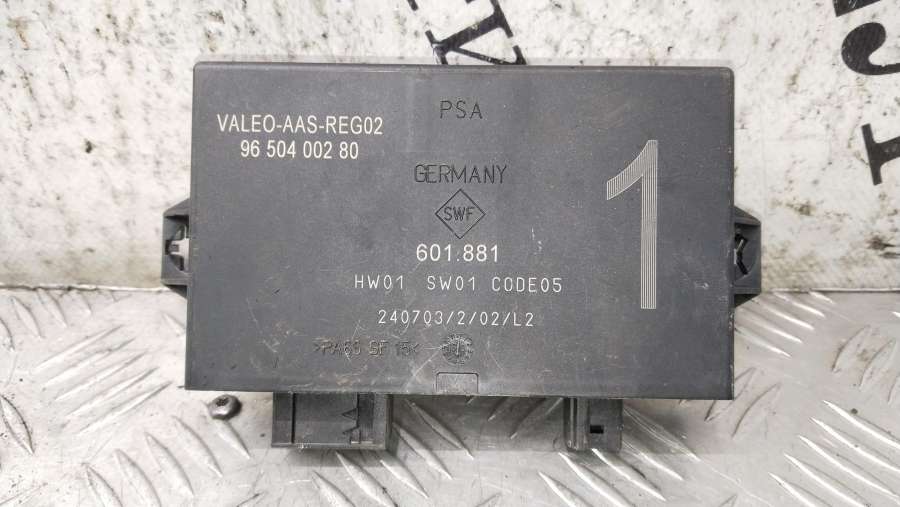 PSA
VALEO-AAS-REG02
96 504 002 80
GERMANY
SWF
601.881
HW01 SW01 CODE05
240703/2/02/L2
1